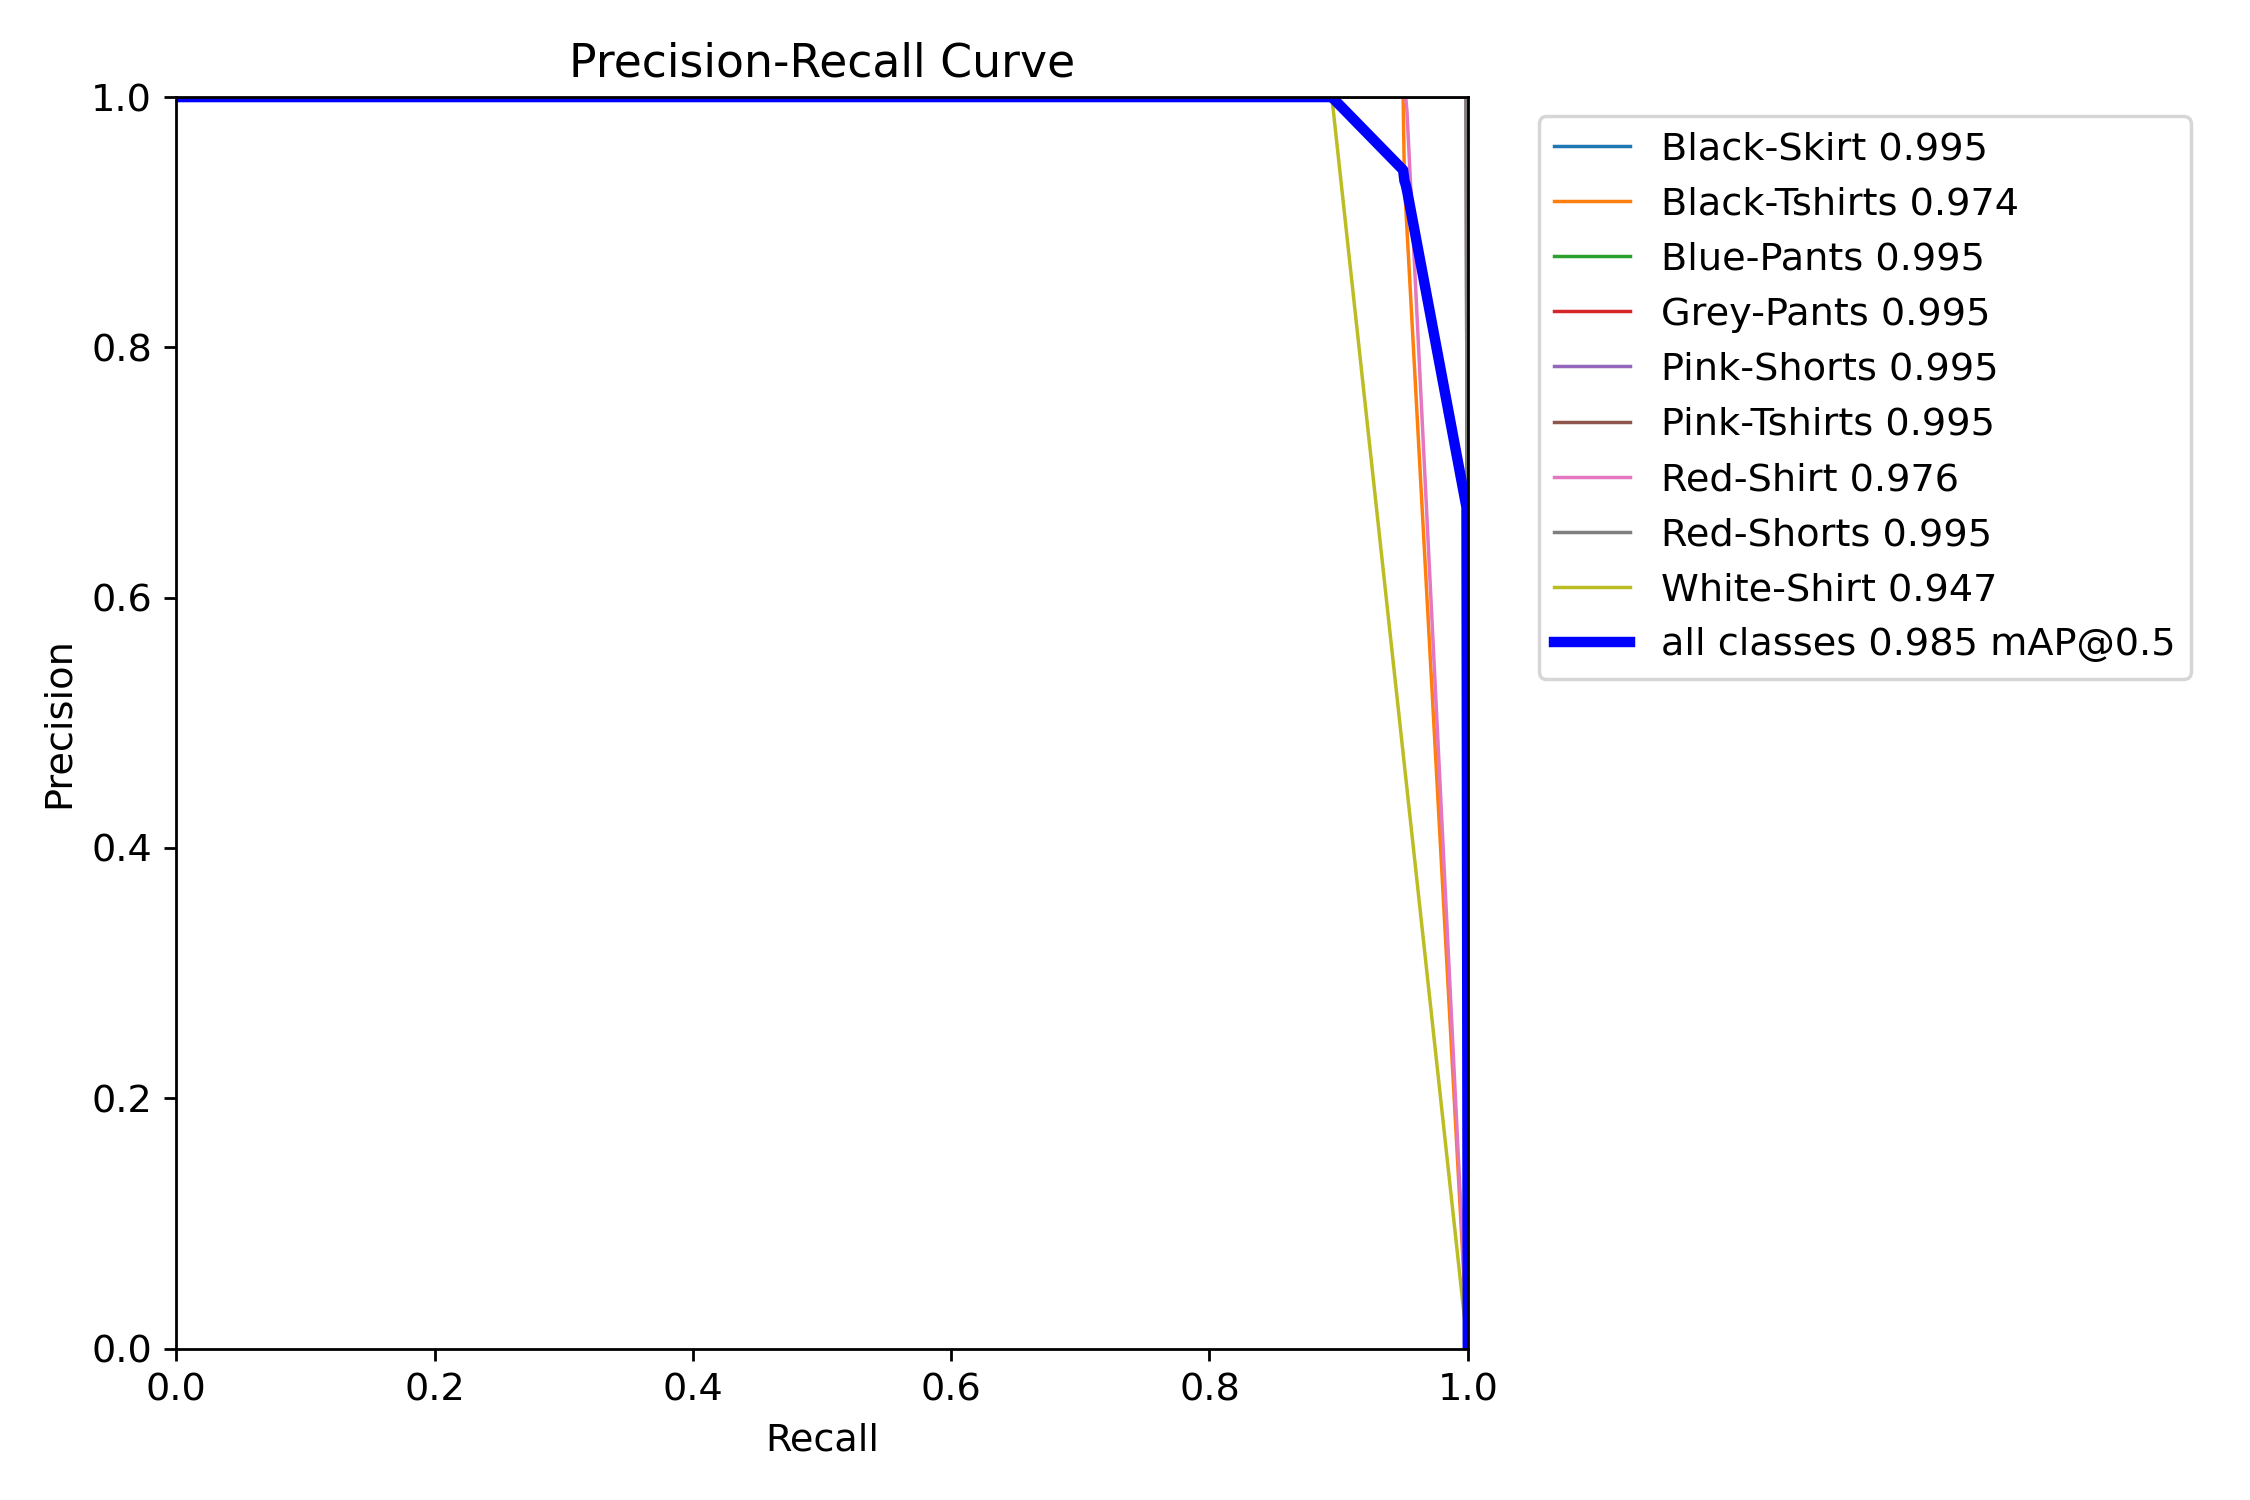 Precision-Recall Curve
1.0
0.8
0.6
0.4
0.2
0.0
Precision
0.0 0.2 0.4 0.6 0.8 1.0
Recall
Black-Skirt 0.995
Black-Tshirts 0.974
Blue-Pants 0.995
Grey-Pants 0.995
Pink-Shorts 0.995
Pink-Tshirts 0.995
Red-Shirt 0.976
Red-Shorts 0.995
White-Shirt 0.947
all classes 0.985 mAP@0.5